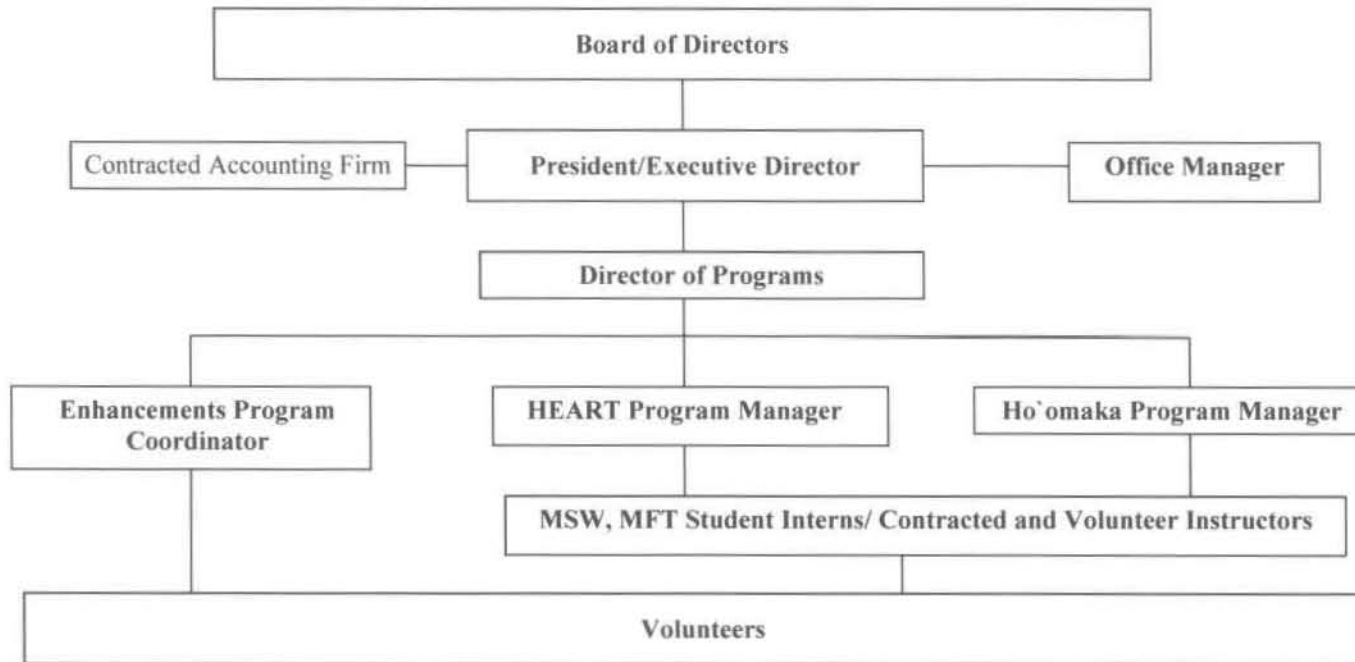 Board of Directors
Contracted Accounting Firm
President/Executive Director
Office Manager
Director of Programs
Enhancements Program
Coordinator
HEART Program Manager
Ho`omaka Program Manager
MSW, MFT Student Interns/ Contracted and Volunteer Instructors
Volunteers